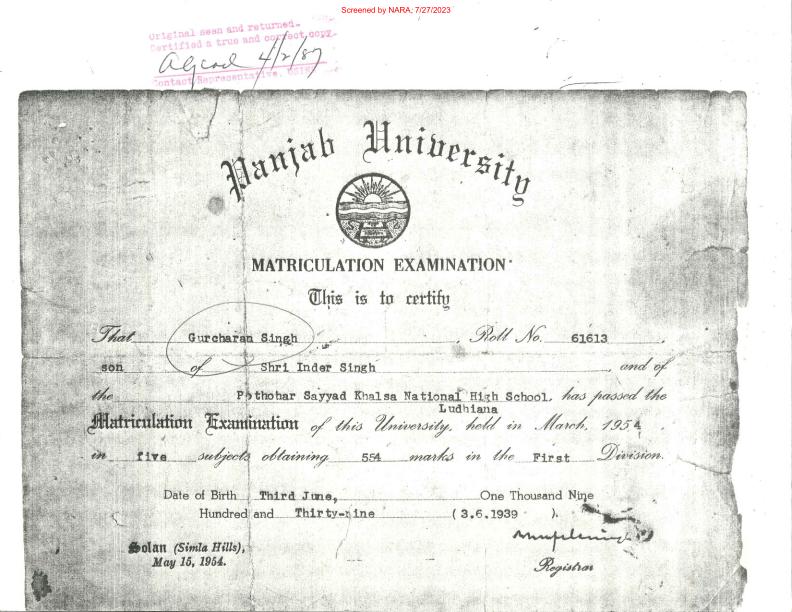 Screened by NARA, 7/27/2023
Original seen and returned.
Certified a true and correct copy.
4/2/87
Contact Representative,
Panjab University
MATRICULATION EXAMINATION
This is to certify
That Gurcharan Singh, Roll No. 61613,
son of Shri Inder Singh, and of
the Pothohar Sayyad Khalsa National High School, has passed the
Ludhiana
Matriculation Examination of this University, held in March, 1954.
in five subjects obtaining 554 marks in the First Division.
Date of Birth Third June, One Thousand Nine
Hundred and Thirty-nine (3.6.1939).
Solan (Simla Hills),
May 15, 1954.
Registrar